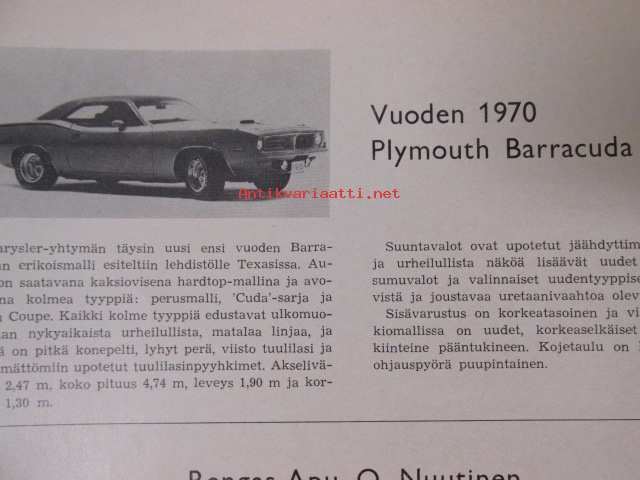 Vuoden 1970
Plymouth Barracuda
Antikvariaatti.net
rysler-yhtymän täysin uusi ensi vuoden Barra-
n erikoismalli esiteltiin lehdistölle Texasissa. Au-
on saatavana kaksiovisena hardtop-mallina ja avo-
na kolmea tyyppiä: perusmalli, 'Cuda'-sarja ja
n Coupe. Kaikki kolme tyyppiä edustavat ulkomuo-
aan nykyaikaista urheilullista, matalaa linjaa, ja
ä on pitkä konepelti, lyhyt perä, viisto tuulilasi ja
mättömiin upotetut tuulilasinpyyhkimet. Akselivä-
2,47 m, koko pituus 4,74 m, leveys 1,90 m ja kor-
1,30 m.
Suuntavalot ovat upotetut jäähdyttim
ja urheilullista näköä lisäävät uudet
sumuvalot ja valinnaiset uudentyyppise
vistä ja joustavaa uretaanivaahtoa olev
Sisävarustus on korkeatasoinen ja vi
kiomallissa on uudet, korkeaselkäiset
kiinteine pääntukineen. Kojetaulu on
ohjauspyörä puupintainen.
Apu, O. Nuutinen